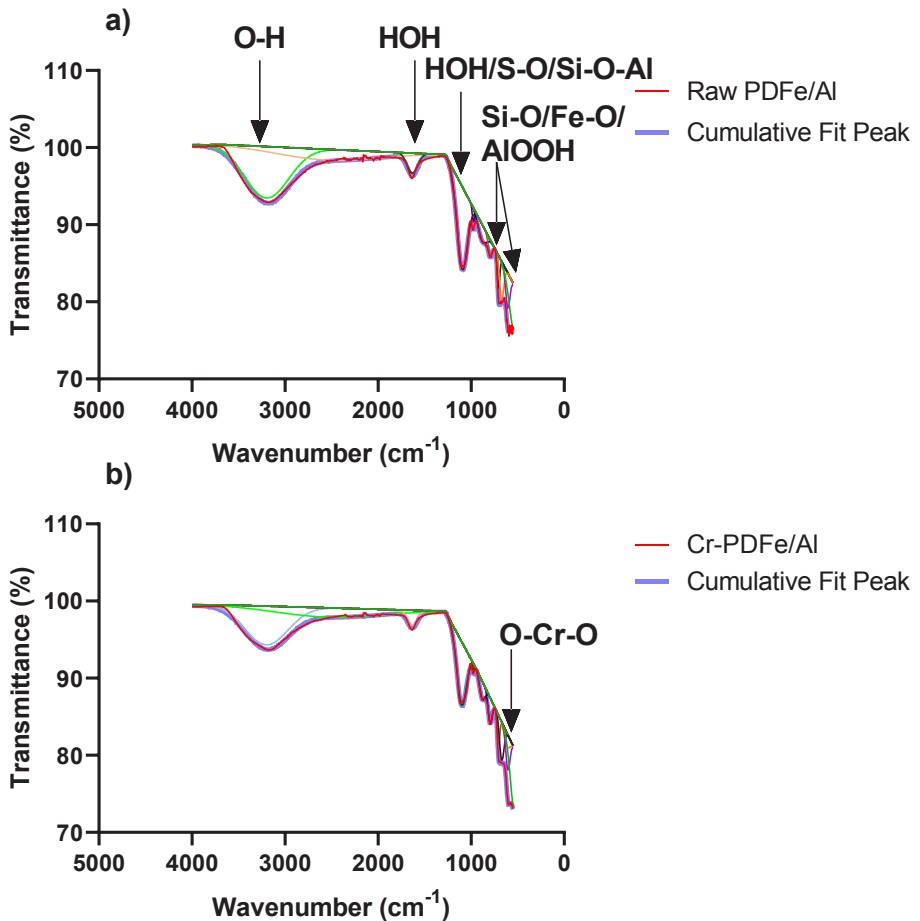 a)
O-H
HOH
HOH/S-O/Si-O-Al
Si-O/Fe-O/
AlOOH
Raw PDFe/Al
Cumulative Fit Peak
Transmittance (%)
110
100
90
80
70
5000 4000 3000 2000 1000 0
Wavenumber (cm⁻¹)
b)
Cr-PDFe/Al
Cumulative Fit Peak
O-Cr-O
Transmittance (%)
110
100
90
80
70
5000 4000 3000 2000 1000 0
Wavenumber (cm⁻¹)